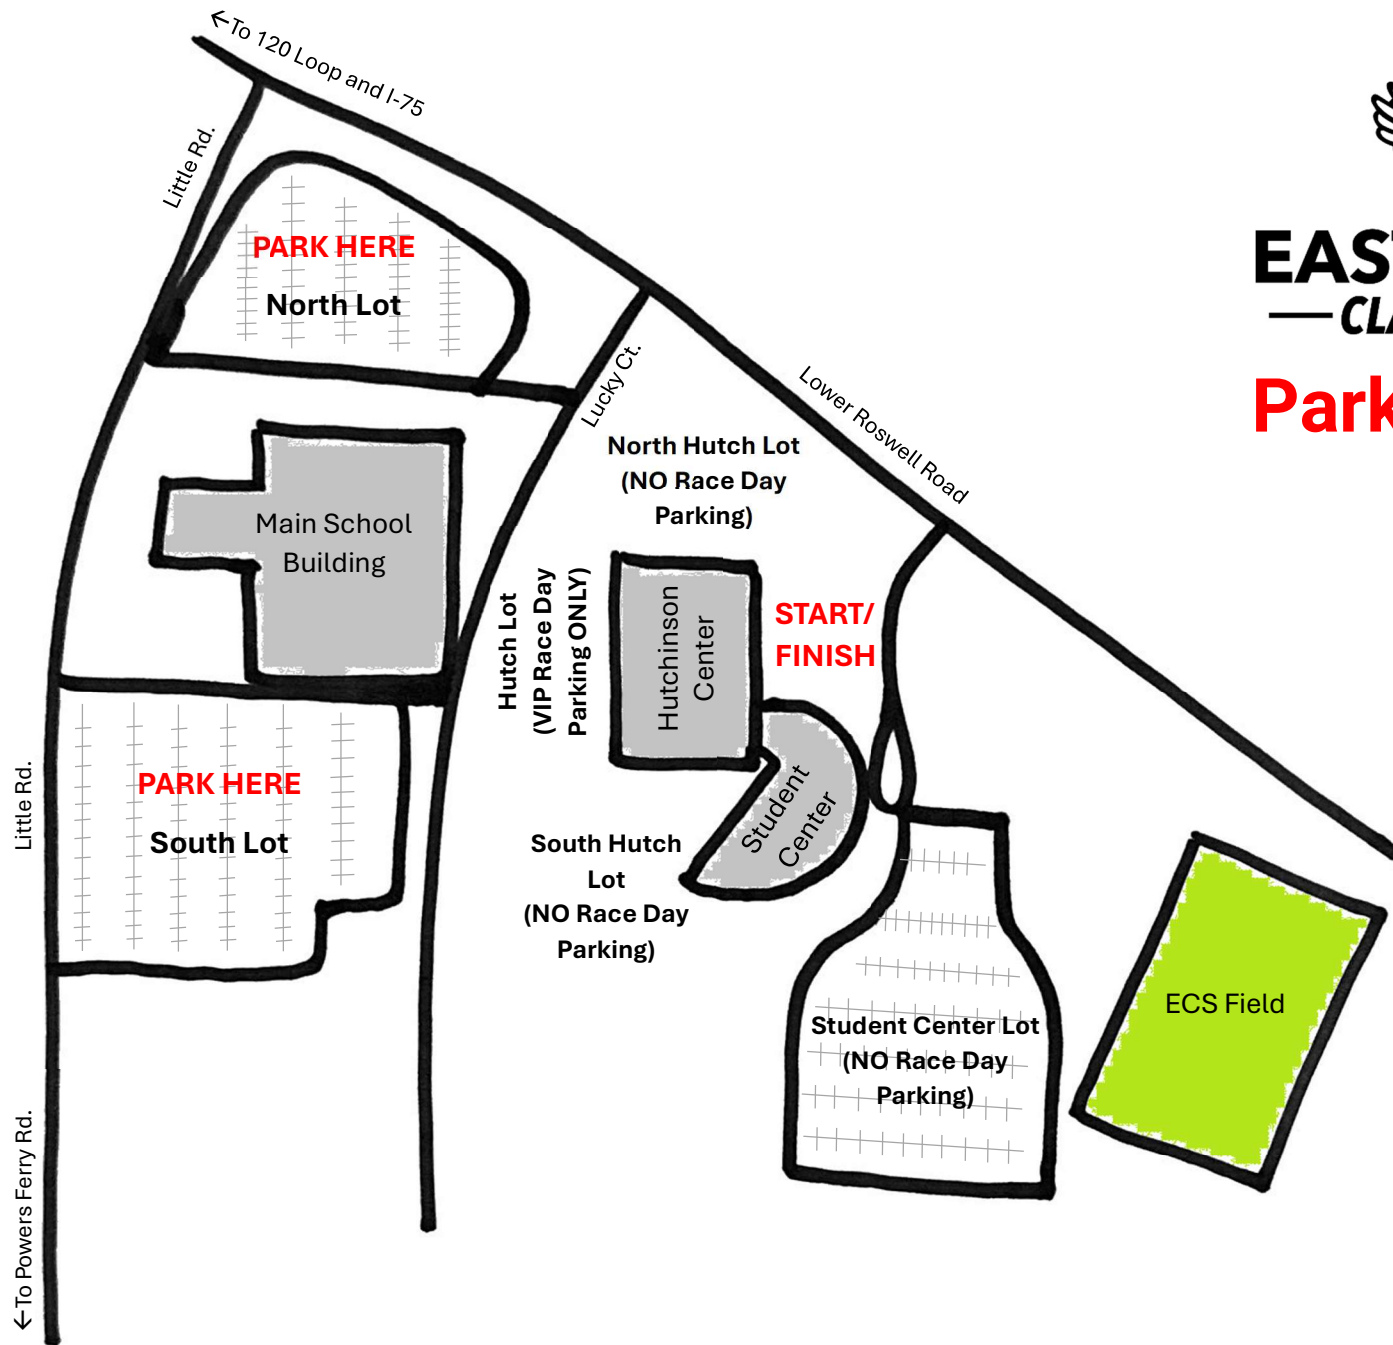 ←To 120 Loop and I-75
Little Rd.
PARK HERE
North Lot
Lucky Ct.
Lower Roswell Road
EAS
CLA
Park
North Hutch Lot
(NO Race Day
Parking)
Main School
Building
Hutch Lot
(VIP Race Day
Parking ONLY)
Hutchinson
Center
START/
FINISH
Little Rd.
PARK HERE
South Lot
Student
Center
South Hutch
Lot
(NO Race Day
Parking)
ECS Field
Student Center Lot
(NO Race Day
Parking)
←To Powers Ferry Rd.